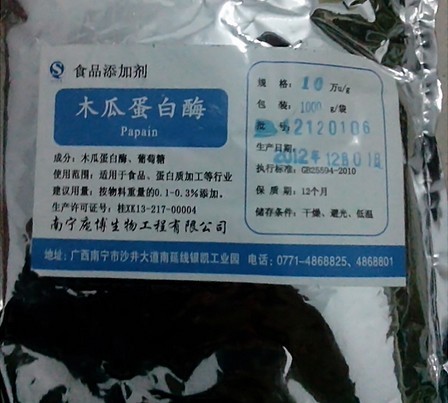 食品添加剂
木瓜蛋白酶
Papain
成分：木瓜蛋白酶、葡萄糖
使用范围：适用于食品、蛋白质加工等行业
建议用量：按物料重量的0.1-0.3%添加。
生产许可证号：桂XK13-217-00004
南宁庞博生物工程有限公司
规 格：10万u/g
包 装：1000g/袋
批 号：12120106
生产日期：
2012年12月01日
执行标准：GB25594-2010
保 质 期：12个月
储存条件：干燥、避光、低温
地址：广西南宁市沙井大道南延线银凯工业园 电话：0771-4868825、4868801